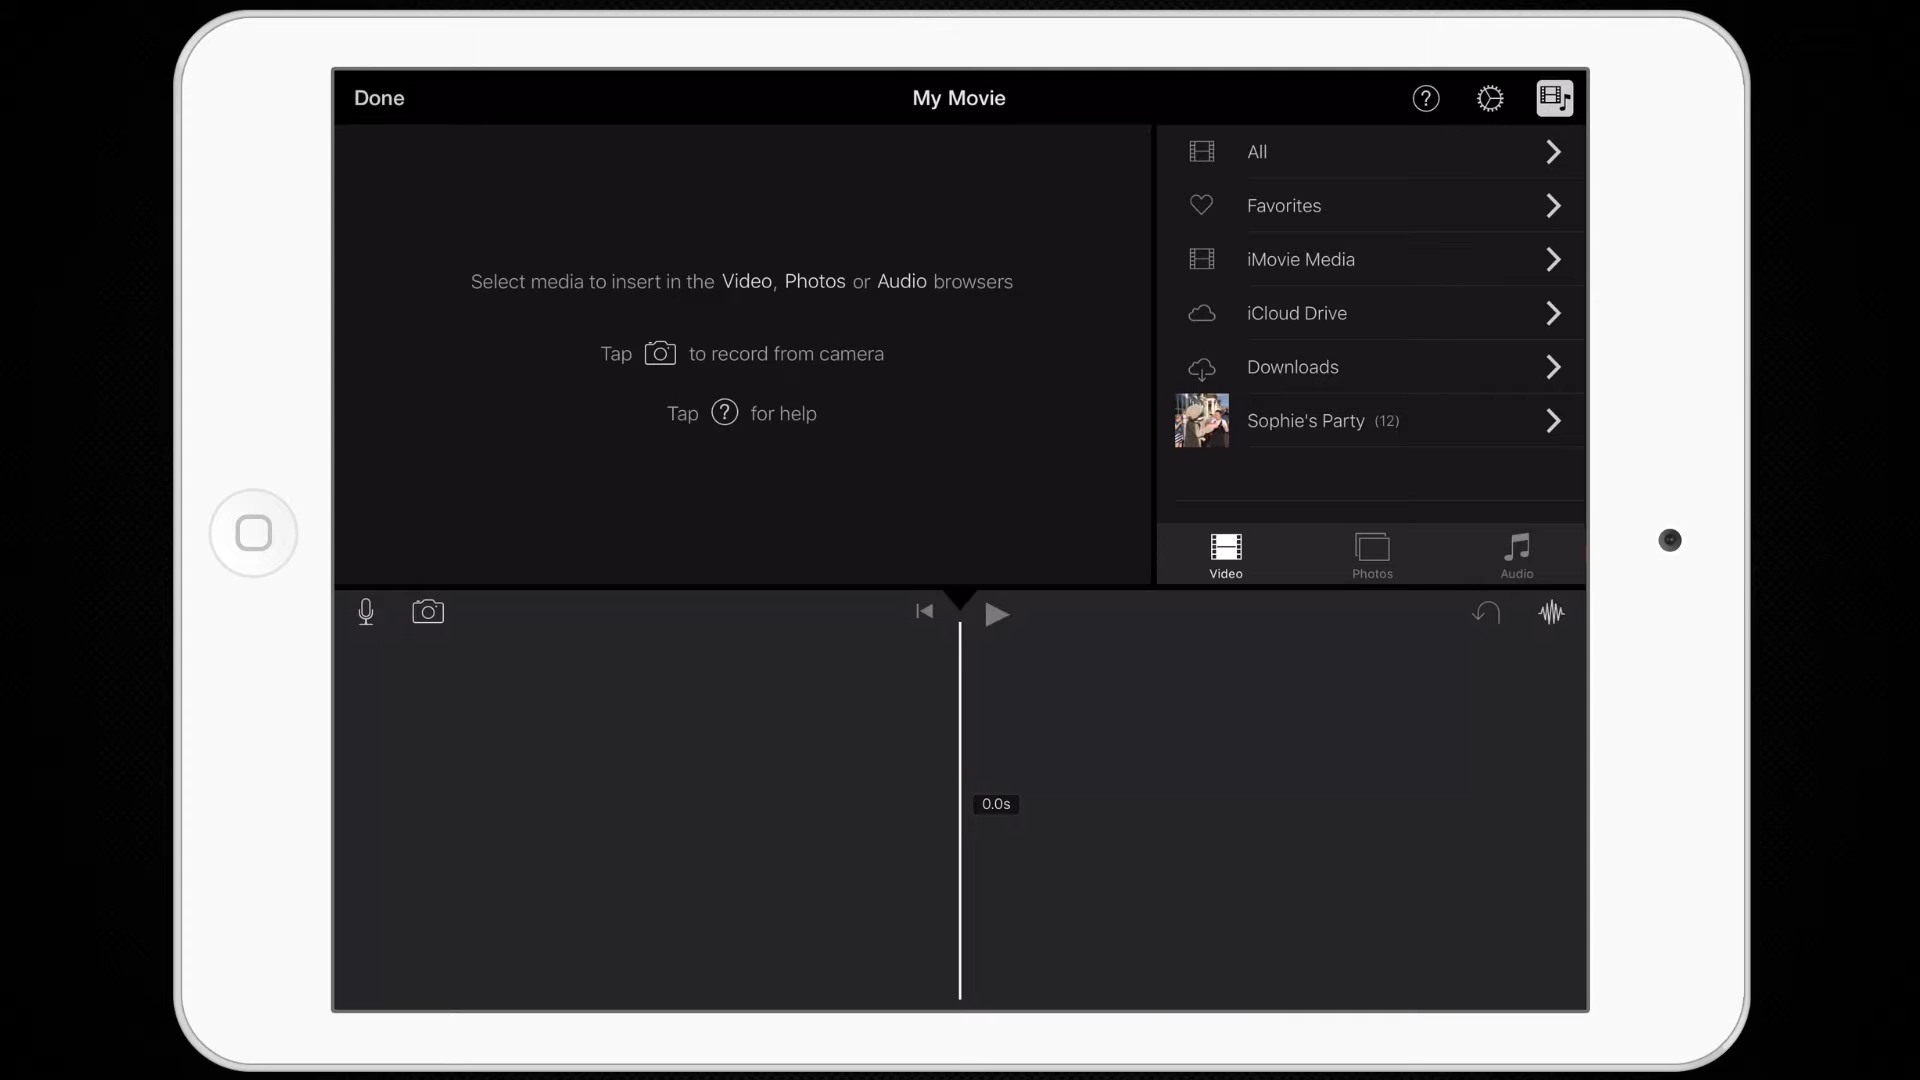 Done
My Movie
?
All
Favorites
iMovie Media
iCloud Drive
Downloads
Sophie's Party (12)
Select media to insert in the Video, Photos or Audio browsers
Tap to record from camera
Tap ? for help
Video
Photos
Audio
0.0s